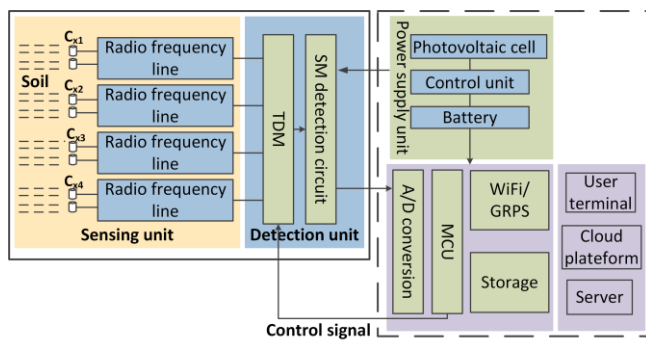 Cx1
Radio frequency
line
Soil
Cx2
Radio frequency
line
Cx3
Radio frequency
line
Cx4
Radio frequency
line
Sensing unit
TDM
SM detection circuit
Detection unit
Power supply unit
Photovoltaic cell
Control unit
Battery
A/D conversion
MCU
WiFi/
GRPS
Storage
User
terminal
Cloud
plateform
Server
Control signal